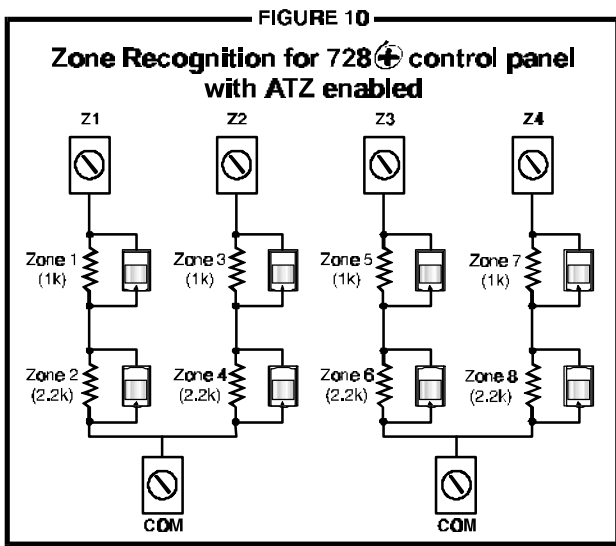 FIGURE 10
Zone Recognition for 728+ control panel
with ATZ enabled
Z1 Z2 Z3 Z4
Zone 1 (1k) Zone 3 (1k) Zone 5 (1k) Zone 7 (1k)
Zone 2 (2.2k) Zone 4 (2.2k) Zone 6 (2.2k) Zone 8 (2.2k)
COM COM